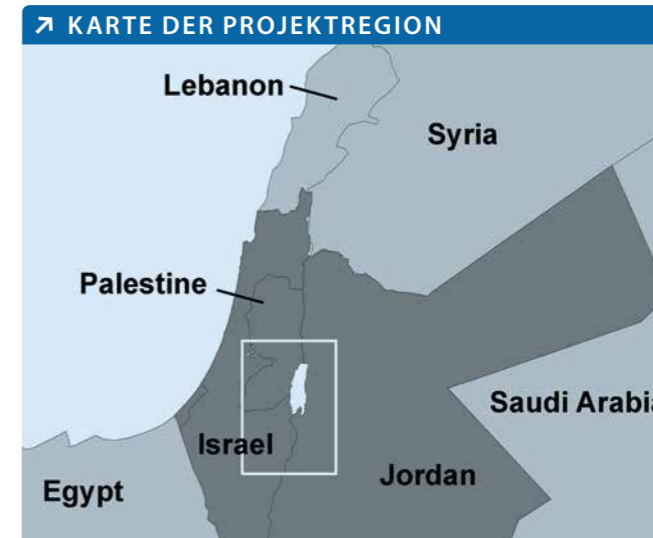 ↗ KARTE DER PROJEKTREGION
Lebanon
Syria
Palestine
Saudi Arabia
Israel
Jordan
Egypt